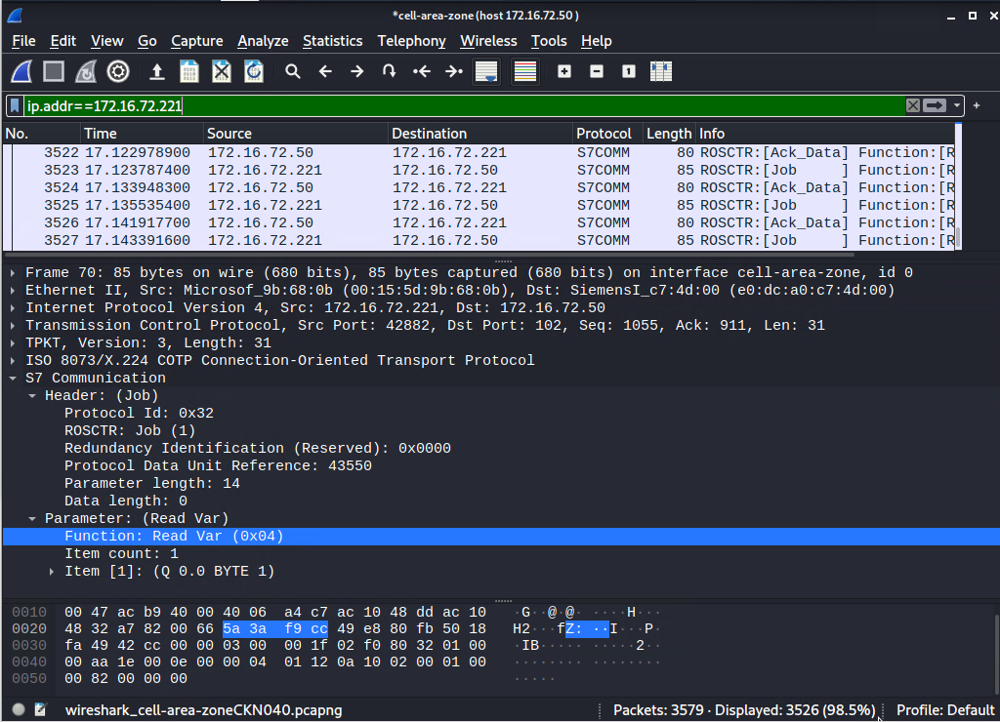 *cell-area-zone (host 172.16.72.50 )
File Edit View Go Capture Analyze Statistics Telephony Wireless Tools Help
ip.addr==172.16.72.221
No. Time Source Destination Protocol Length Info
3522 17.122978900 172.16.72.50 172.16.72.221 S7COMM 80 ROSCTR:[Ack_Data] Function:[R
3523 17.123787400 172.16.72.221 172.16.72.50 S7COMM 85 ROSCTR:[Job ] Function:[R
3524 17.133948300 172.16.72.50 172.16.72.221 S7COMM 80 ROSCTR:[Ack_Data] Function:[R
3525 17.135535400 172.16.72.221 172.16.72.50 S7COMM 85 ROSCTR:[Job ] Function:[R
3526 17.141917700 172.16.72.50 172.16.72.221 S7COMM 80 ROSCTR:[Ack_Data] Function:[R
3527 17.143391600 172.16.72.221 172.16.72.50 S7COMM 85 ROSCTR:[Job ] Function:[R
Frame 70: 85 bytes on wire (680 bits), 85 bytes captured (680 bits) on interface cell-area-zone, id 0
Ethernet II, Src: Microsof_9b:68:0b (00:15:5d:9b:68:0b), Dst: SiemensI_c7:4d:00 (e0:dc:a0:c7:4d:00)
Internet Protocol Version 4, Src: 172.16.72.221, Dst: 172.16.72.50
Transmission Control Protocol, Src Port: 42882, Dst Port: 102, Seq: 1055, Ack: 911, Len: 31
TPKT, Version: 3, Length: 31
ISO 8073/X.224 COTP Connection-Oriented Transport Protocol
S7 Communication
Header: (Job)
Protocol Id: 0x32
ROSCTR: Job (1)
Redundancy Identification (Reserved): 0x0000
Protocol Data Unit Reference: 43550
Parameter length: 14
Data length: 0
Parameter: (Read Var)
Function: Read Var (0x04)
Item count: 1
Item [1]: (Q 0.0 BYTE 1)
0010 00 47 ac b9 40 00 40 06 a4 c7 ac 10 48 dd ac 10 ·G··@·@· ····H···
0020 48 32 a7 82 00 66 5a 3a f9 cc 49 e8 80 fb 50 18 H2···fZ: ··I···P·
0030 fa 49 42 cc 00 00 03 00 00 1f 02 f0 80 32 01 00 ·IB····· ·····2··
0040 00 aa 1e 00 0e 00 00 04 01 12 0a 10 02 00 01 00 ········ ········
0050 00 82 00 00 00 ·····
wireshark_cell-area-zoneCKN040.pcapng Packets: 3579 · Displayed: 3526 (98.5%) Profile: Default